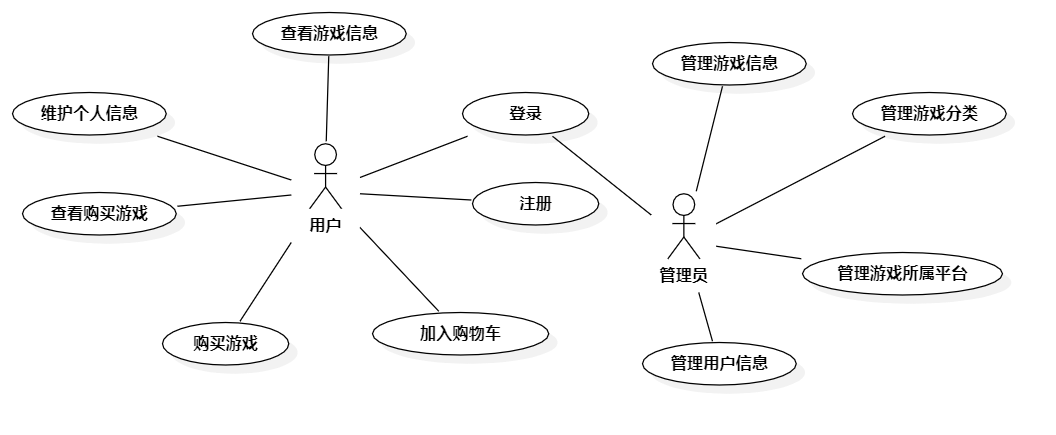 查看游戏信息
管理游戏信息
维护个人信息
登录
管理游戏分类
查看购买游戏
注册
用户
管理员
管理游戏所属平台
购买游戏
加入购物车
管理用户信息